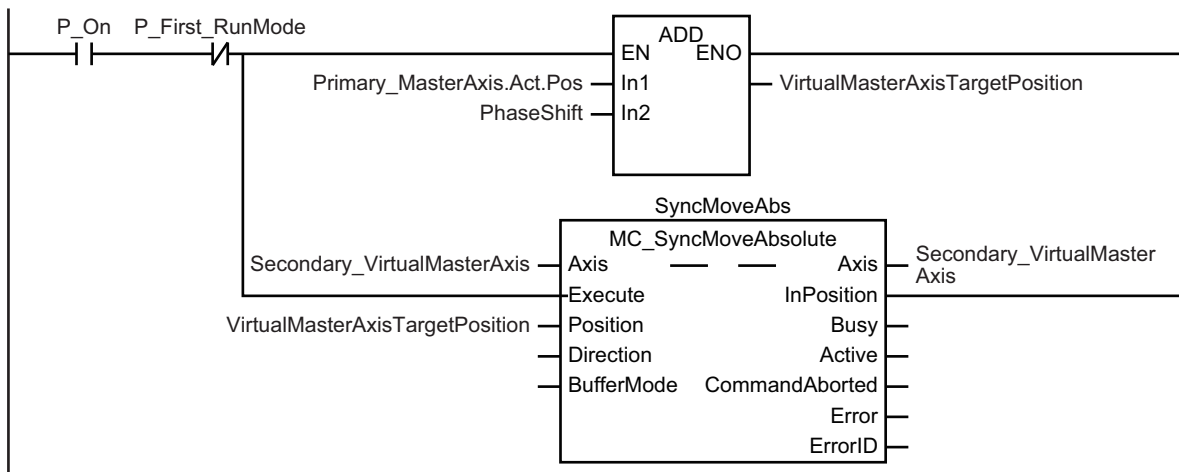 P_On P_First_RunMode
ADD
EN ENO
Primary_MasterAxis.Act.Pos In1 VirtualMasterAxisTargetPosition
PhaseShift In2
SyncMoveAbs
MC_SyncMoveAbsolute
Secondary_VirtualMasterAxis Axis Axis Secondary_VirtualMaster
Axis
Execute InPosition
VirtualMasterAxisTargetPosition Position Busy
Direction Active
BufferMode CommandAborted
Error
ErrorID